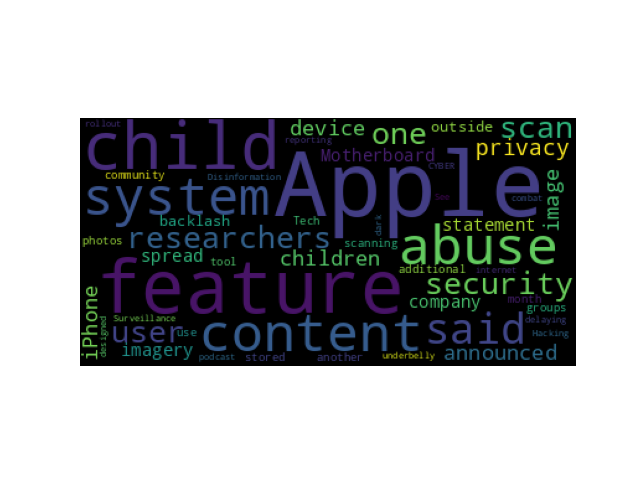 rollout
child
device
one
outside
scan
reporting
Motherboard
privacy
CYBER
community
Disinformation
Apple
system
See
combat
image
backlash
Tech
dark
statement
photos
researchers
scanning
abuse
spread
tool
children
additional
internet
feature
security
company
month
groups
iPhone
designed
Surveillance
user
use
content
said
delaying
Hacking
imagery
podcast
stored
another
underbelly
announced